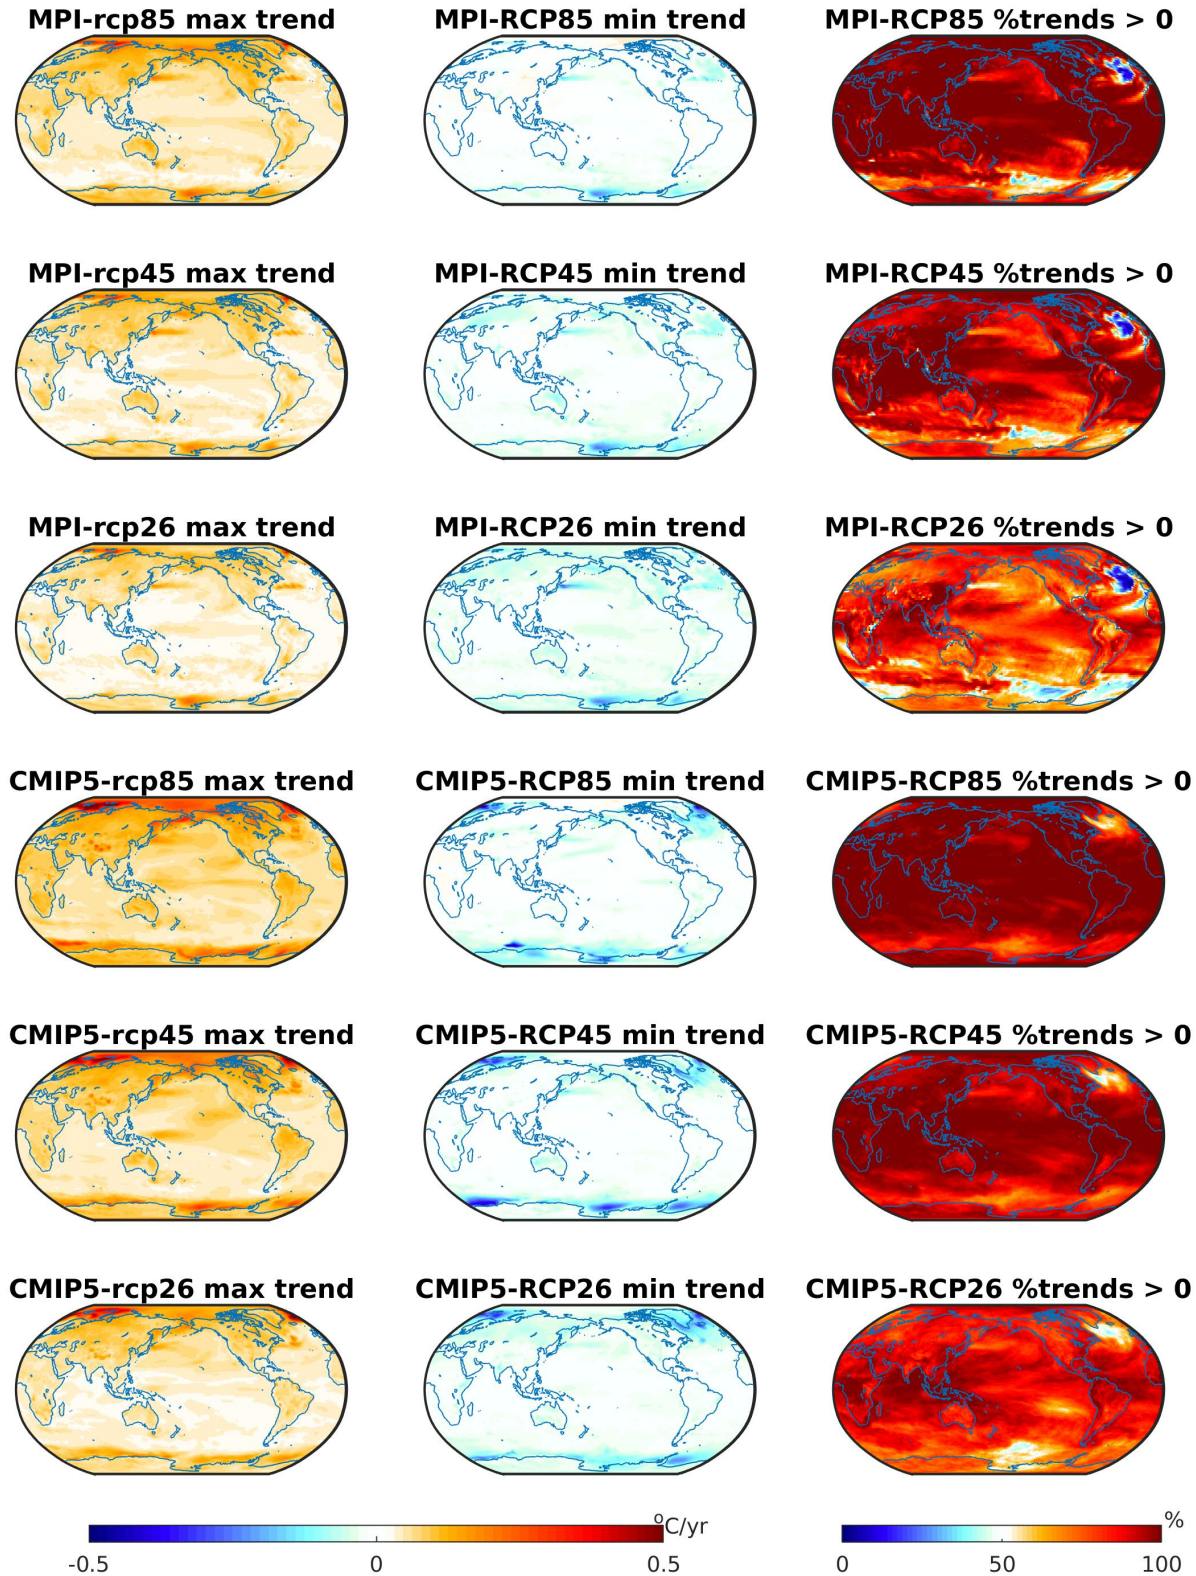 MPI-rcp85 max trend
MPI-RCP85 min trend
MPI-RCP85 %trends > 0
MPI-rcp45 max trend
MPI-RCP45 min trend
MPI-RCP45 %trends > 0
MPI-rcp26 max trend
MPI-RCP26 min trend
MPI-RCP26 %trends > 0
CMIP5-rcp85 max trend
CMIP5-RCP85 min trend
CMIP5-RCP85 %trends > 0
CMIP5-rcp45 max trend
CMIP5-RCP45 min trend
CMIP5-RCP45 %trends > 0
CMIP5-rcp26 max trend
CMIP5-RCP26 min trend
CMIP5-RCP26 %trends > 0
ºC/yr
%
-0.5 0 0.5
0 50 100